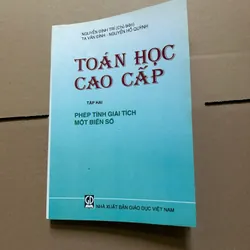 NGUYỄN ĐÌNH TRÍ (Chủ biên)
TẠ VĂN ĐĨNH - NGUYỄN HỒ QUỲNH
TOÁN HỌC
CAO CẤP
TẬP HAI
PHÉP TÍNH GIẢI TÍCH
MỘT BIẾN SỐ
NHÀ XUẤT BẢN GIÁO DỤC VIỆT NAM